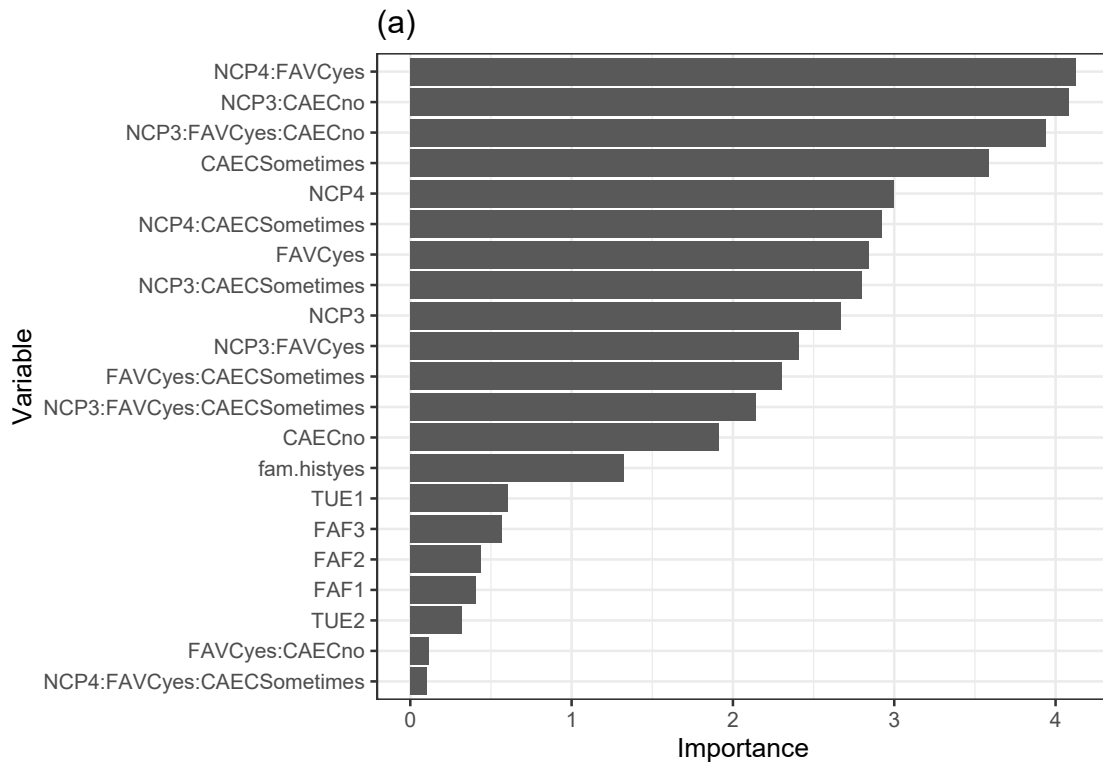 (a)
Variable
NCP4:FAVCyes
NCP3:CAECno
NCP3:FAVCyes:CAECno
CAECSometimes
NCP4
NCP4:CAECSometimes
FAVCyes
NCP3:CAECSometimes
NCP3
NCP3:FAVCyes
FAVCyes:CAECSometimes
NCP3:FAVCyes:CAECSometimes
CAECno
fam.histyes
TUE1
FAF3
FAF2
FAF1
TUE2
FAVCyes:CAECno
NCP4:FAVCyes:CAECSometimes
0 1 2 3 4
Importance